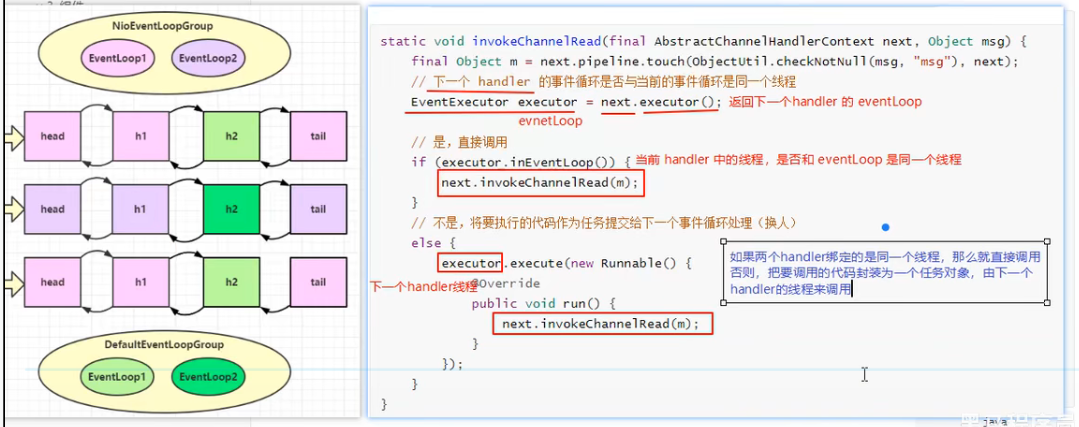 NioEventLoopGroup
EventLoop1 EventLoop2
head h1 h2 tail
head h1 h2 tail
head h1 h2 tail
DefaultEventLoopGroup
EventLoop1 EventLoop2
static void invokeChannelRead(final AbstractChannelHandlerContext next, Object msg) {
final Object m = next.pipeline.touch(ObjectUtil.checkNotNull(msg, "msg"), next);
// 下一个 handler 的事件循环是否与当前的事件循环是同一个线程
EventExecutor executor = next.executor(); 返回下一个handler 的 eventLoop
evnetLoop
// 是，直接调用
if (executor.inEventLoop()) { 当前 handler 中的线程，是否和 eventLoop 是同一个线程
next.invokeChannelRead(m);
}
// 不是，将要执行的代码作为任务提交给下一个事件循环处理（换人）
else {
executor.execute(new Runnable() {
下一个handler线程
@Override
public void run() {
next.invokeChannelRead(m);
}
});
}
}
如果两个handler绑定的是同一个线程，那么就直接调用
否则，把要调用的代码封装为一个任务对象，由下一个
handler的线程来调用
java